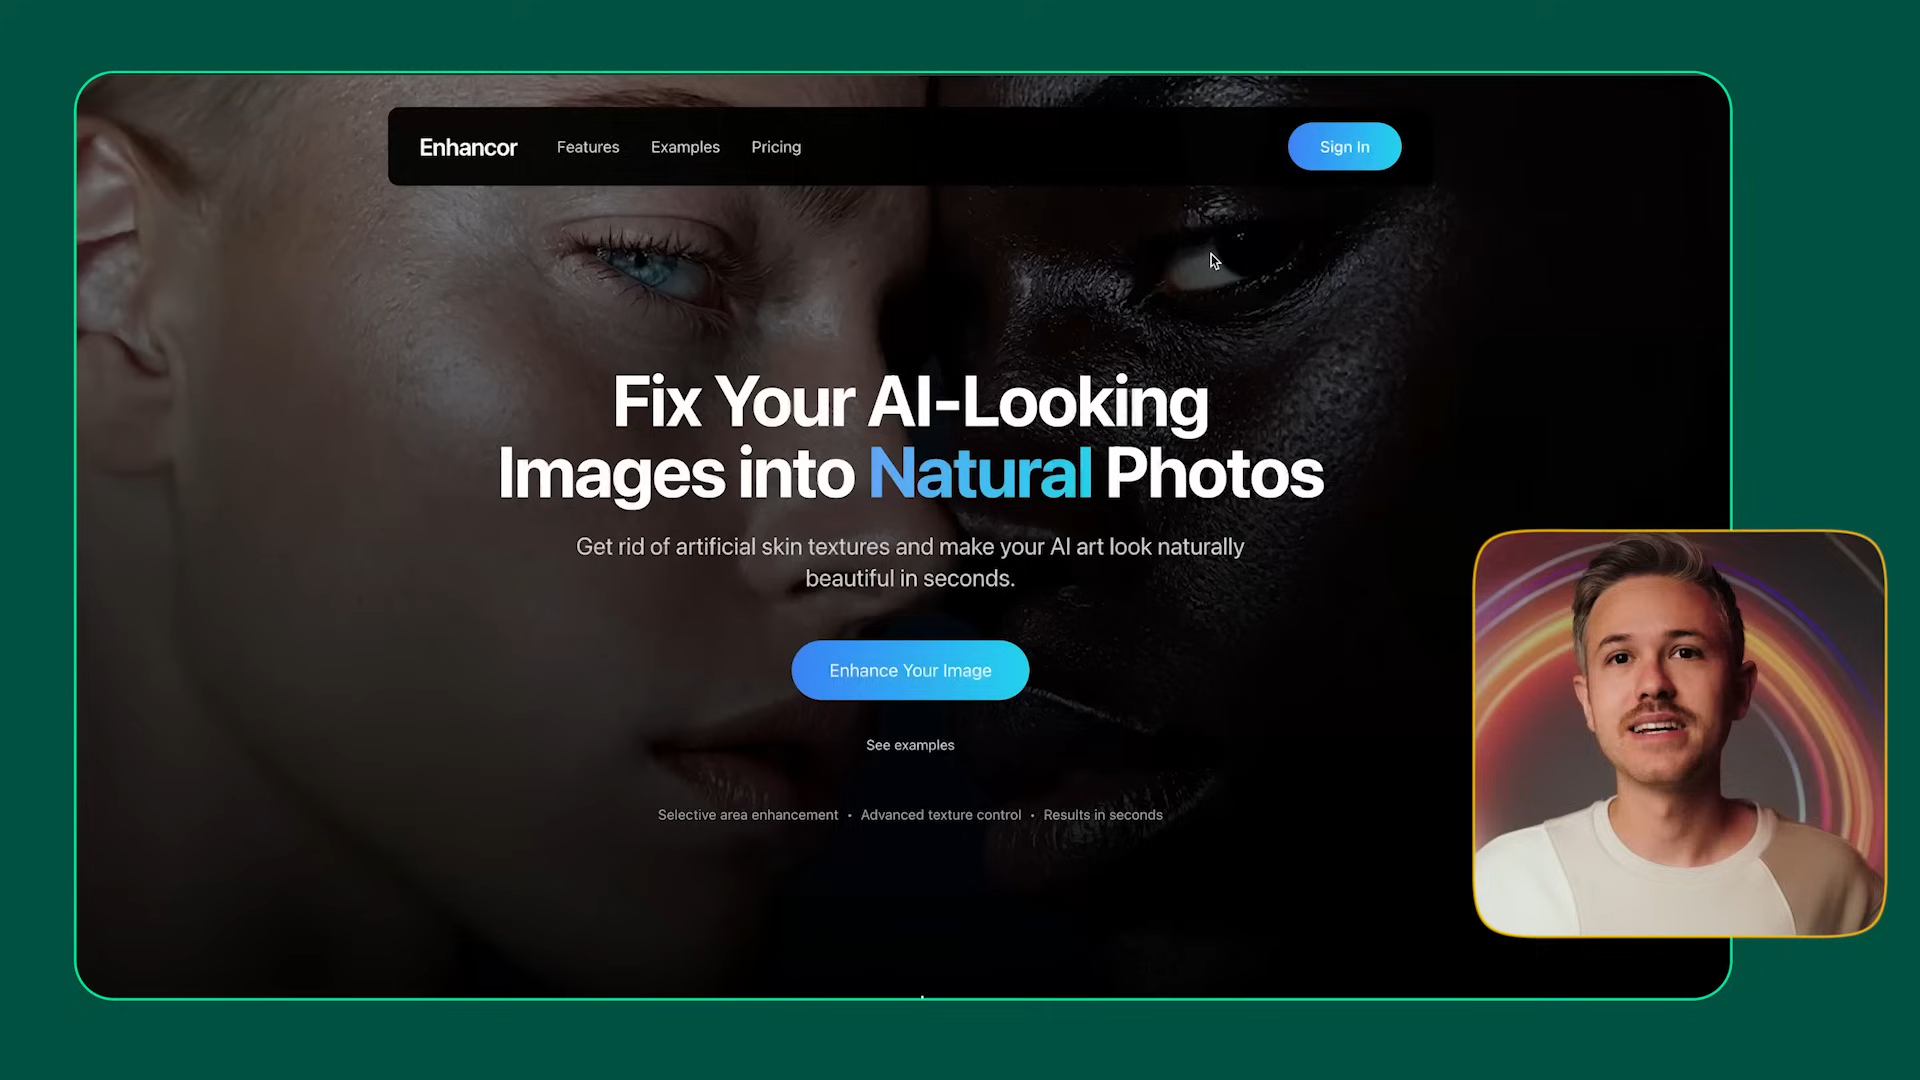 Enhancor
Features
Examples
Pricing
Sign In
Fix Your AI-Looking
Images into Natural Photos
Get rid of artificial skin textures and make your AI art look naturally
beautiful in seconds.
Enhance Your Image
See examples
Selective area enhancement • Advanced texture control • Results in seconds